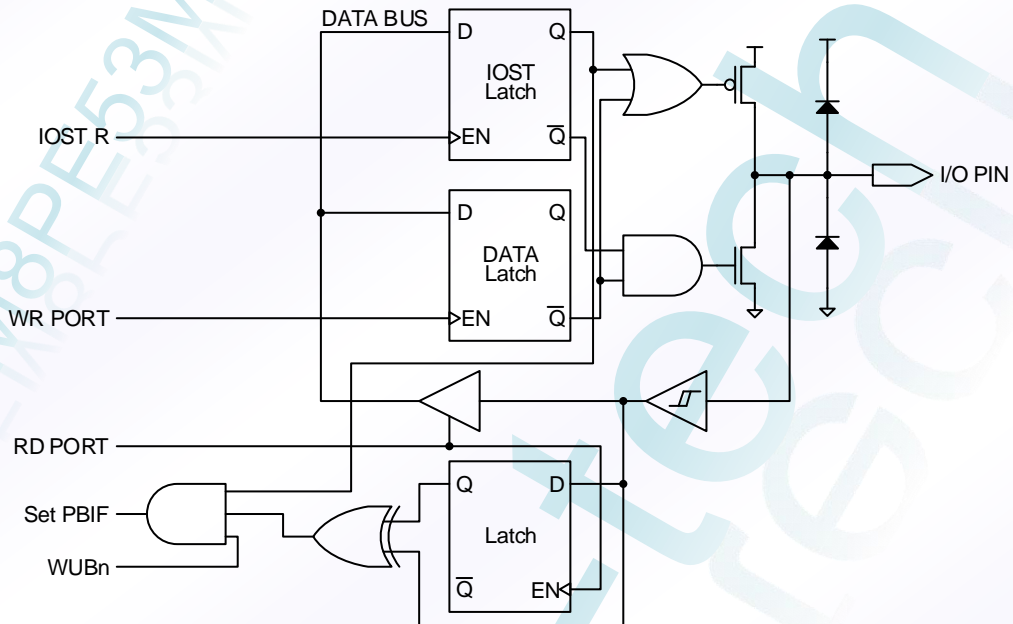 DATA BUS
D Q
IOST
Latch
IOST R
EN Q
I/O PIN
D Q
DATA
Latch
WR PORT
EN Q
RD PORT
Q D
Set PBIF
Latch
WUBn
Q EN
tech